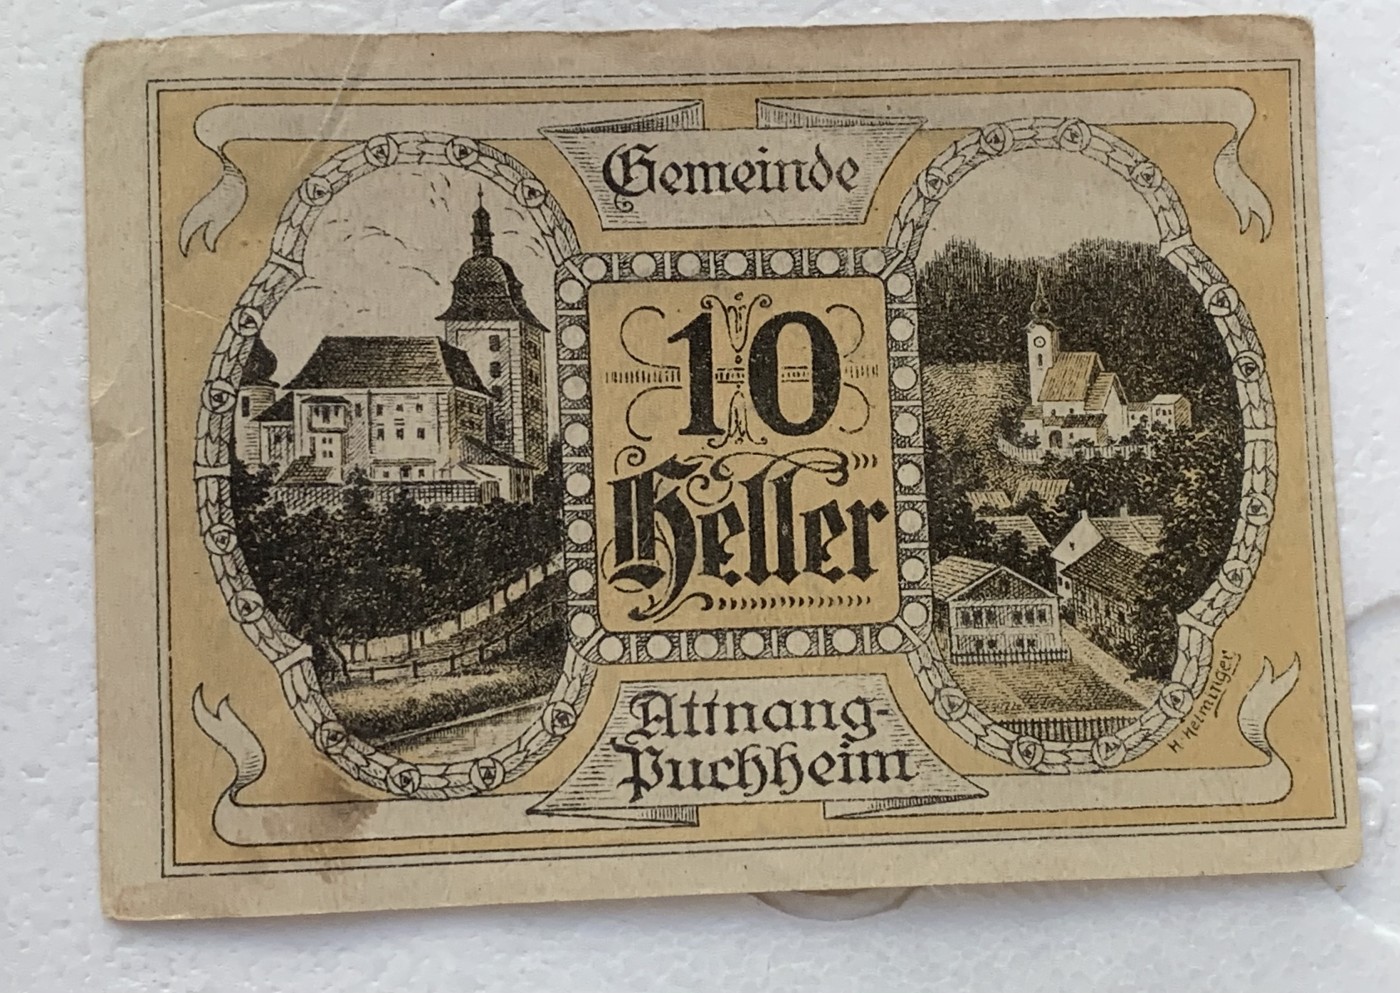 Gemeinde
10
Heller
Attnang-
Puchheim
H. Helminger